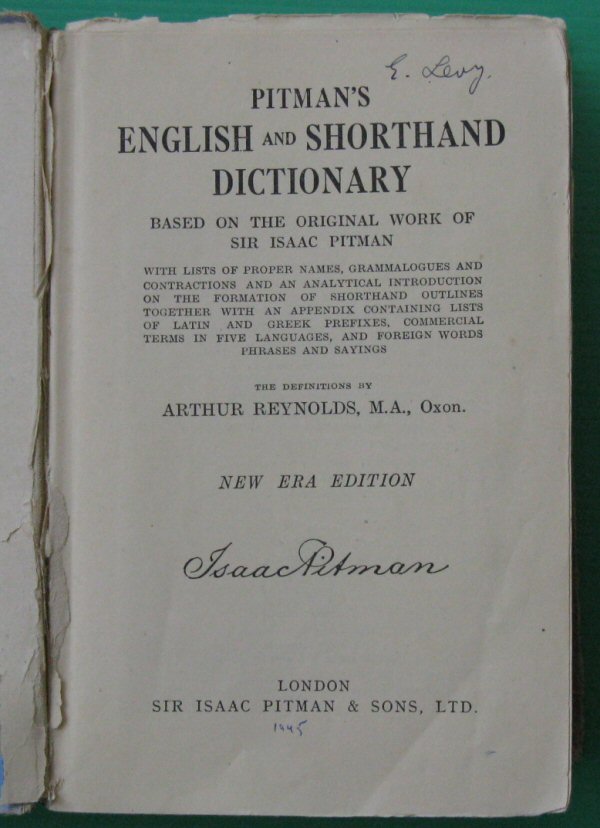 E. Levy.
PITMAN'S
ENGLISH AND SHORTHAND
DICTIONARY
BASED ON THE ORIGINAL WORK OF
SIR ISAAC PITMAN
WITH LISTS OF PROPER NAMES, GRAMMALOGUES AND
CONTRACTIONS AND AN ANALYTICAL INTRODUCTION
ON THE FORMATION OF SHORTHAND OUTLINES
TOGETHER WITH AN APPENDIX CONTAINING LISTS
OF LATIN AND GREEK PREFIXES, COMMERCIAL
TERMS IN FIVE LANGUAGES, AND FOREIGN WORDS
PHRASES AND SAYINGS
THE DEFINITIONS BY
ARTHUR REYNOLDS, M.A., Oxon.
NEW ERA EDITION
Isaac Pitman
LONDON
SIR ISAAC PITMAN & SONS, LTD.
1945